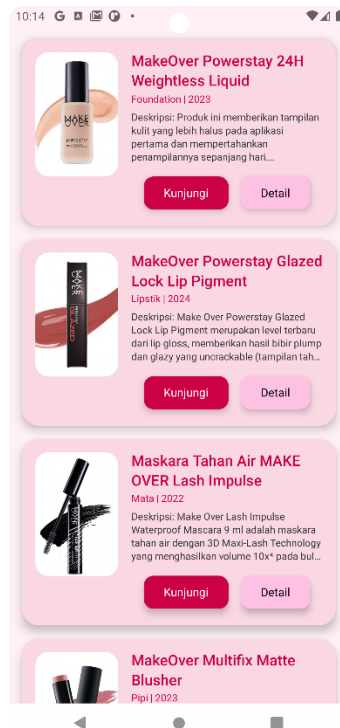 10:14
MakeOver Powerstay 24H
Weightless Liquid
Foundation | 2023
Deskripsi: Produk ini memberikan tampilan
kulit yang lebih halus pada aplikasi
pertama dan mempertahankan
penampilannya sepanjang hari....
Kunjungi
Detail
MAKE
OVER
MakeOver Powerstay Glazed
Lock Lip Pigment
Lipstik | 2024
Deskripsi: Make Over Powerstay Glazed
Lock Lip Pigment merupakan level terbaru
dari lip gloss, memberikan hasil bibir plump
dan glazy yang uncrackable (tampilan tah...
Kunjungi
Detail
MAKE
OVER
GLAZED
Maskara Tahan Air MAKE
OVER Lash Impulse
Mata | 2022
Deskripsi: Make Over Lash Impulse
Waterproof Mascara 9 ml adalah maskara
tahan air dengan 3D Maxi-Lash Technology
yang menghasilkan volume 10x* pada bul...
Kunjungi
Detail
MakeOver Multifix Matte
Blusher
Pipi | 2023